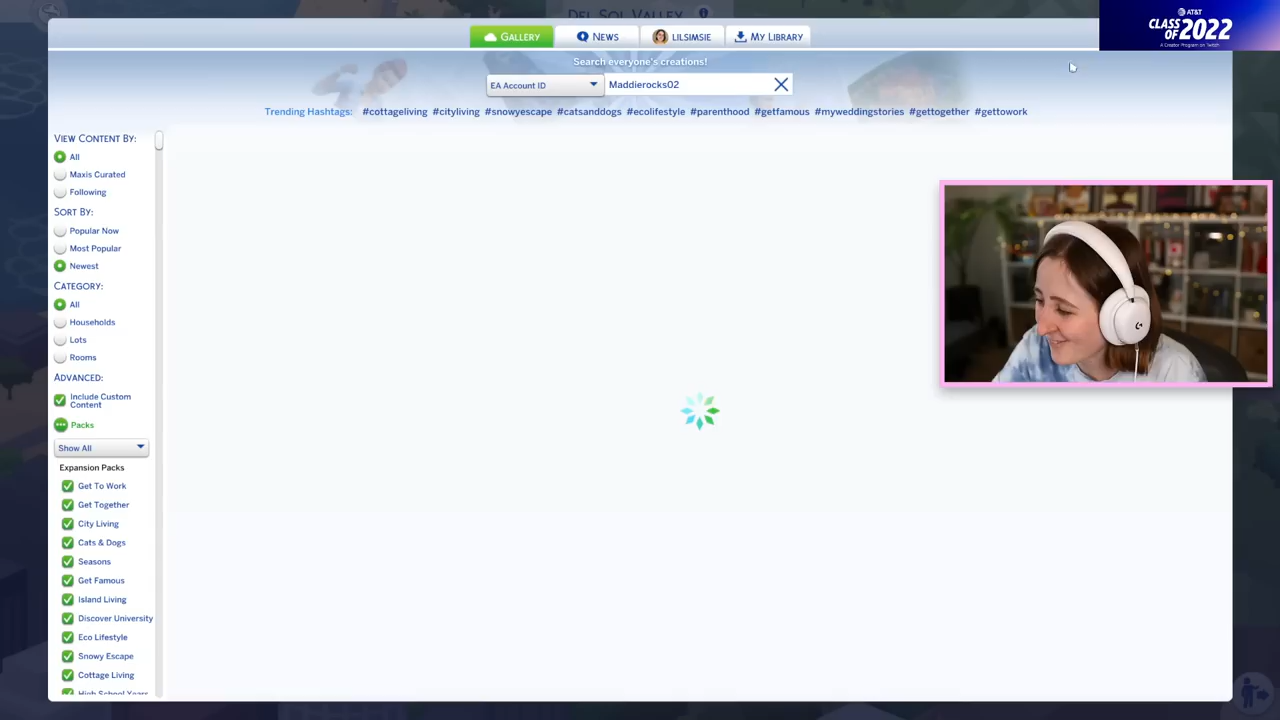 DEL SOL VALLEY
AT&T
CLASS
OF 2022
A Creator Program on Twitch
GALLERY
NEWS
LILSIMSIE
MY LIBRARY
Search everyone's creations!
EA Account ID
Maddierocks02
Trending Hashtags: #cottageliving #cityliving #snowyescape #catsanddogs #ecolifestyle #parenthood #getfamous #myweddingstories #gettogether #gettowork
VIEW CONTENT BY:
All
Maxis Curated
Following
SORT BY:
Popular Now
Most Popular
Newest
CATEGORY:
All
Households
Lots
Rooms
ADVANCED:
Include Custom
Content
Packs
Show All
Expansion Packs
Get To Work
Get Together
City Living
Cats & Dogs
Seasons
Get Famous
Island Living
Discover University
Eco Lifestyle
Snowy Escape
Cottage Living
High School Years